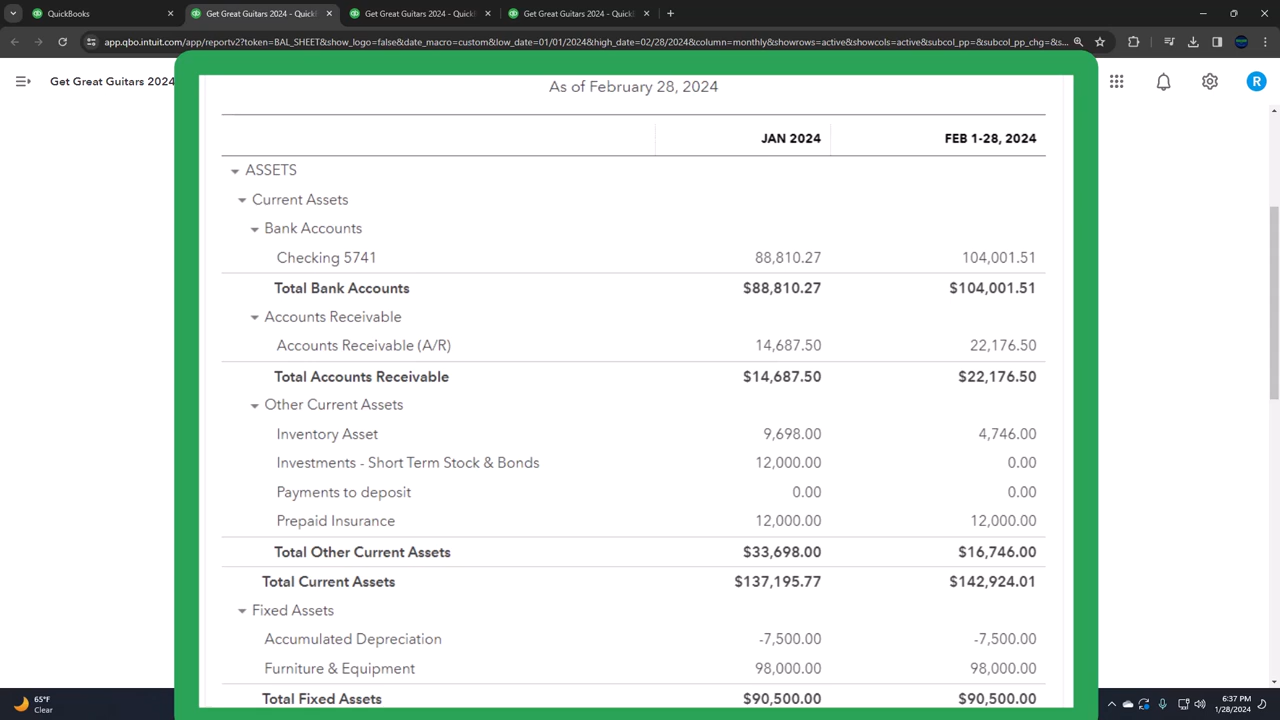 QuickBooks
Get Great Guitars 2024 - QuickB
Get Great Guitars 2024 - QuickB
Get Great Guitars 2024 - QuickB
app.qbo.intuit.com/app/reportv2?token=BAL_SHEET&show_logo=false&date_macro=custom&low_date=01/01/2024&high_date=02/28/2024&column=monthly&showrows=active&showcols=active&subcol_pp=&subcol_pp_chg=&s...
Get Great Guitars 2024
R
As of February 28, 2024
JAN 2024 FEB 1-28, 2024
ASSETS
Current Assets
Bank Accounts
Checking 5741 88,810.27 104,001.51
Total Bank Accounts $88,810.27 $104,001.51
Accounts Receivable
Accounts Receivable (A/R) 14,687.50 22,176.50
Total Accounts Receivable $14,687.50 $22,176.50
Other Current Assets
Inventory Asset 9,698.00 4,746.00
Investments - Short Term Stock & Bonds 12,000.00 0.00
Payments to deposit 0.00 0.00
Prepaid Insurance 12,000.00 12,000.00
Total Other Current Assets $33,698.00 $16,746.00
Total Current Assets $137,195.77 $142,924.01
Fixed Assets
Accumulated Depreciation -7,500.00 -7,500.00
Furniture & Equipment 98,000.00 98,000.00
Total Fixed Assets $90,500.00 $90,500.00
65°F
Clear
6:37 PM
1/28/2024